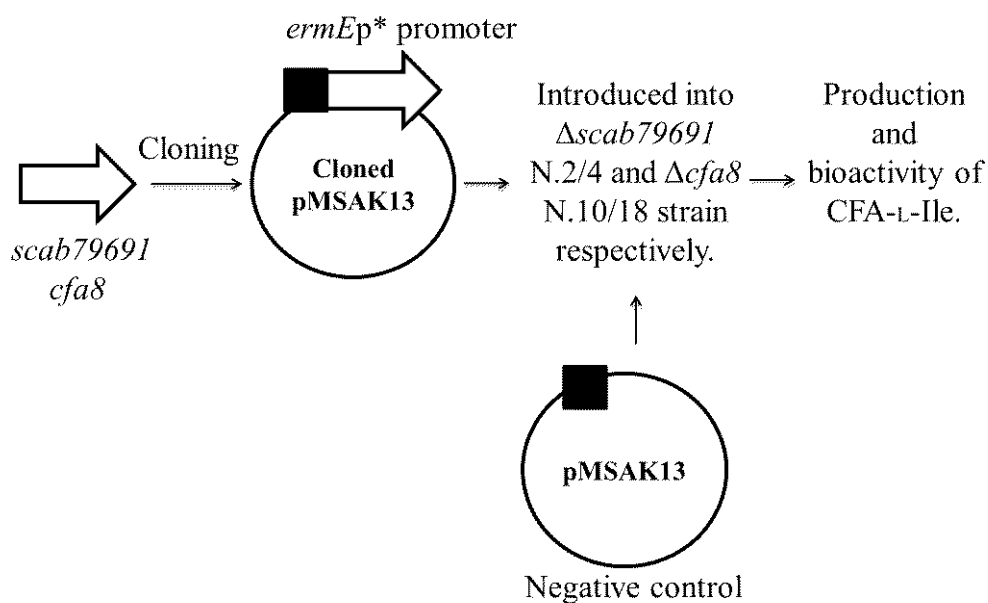 ermEp* promoter
Cloning
scab79691
cfa8
Cloned
pMSAK13
Introduced into
Δscab79691
N.2/4 and Δcfa8
N.10/18 strain
respectively.
Production
and
bioactivity of
CFA-L-Ile.
pMSAK13
Negative control